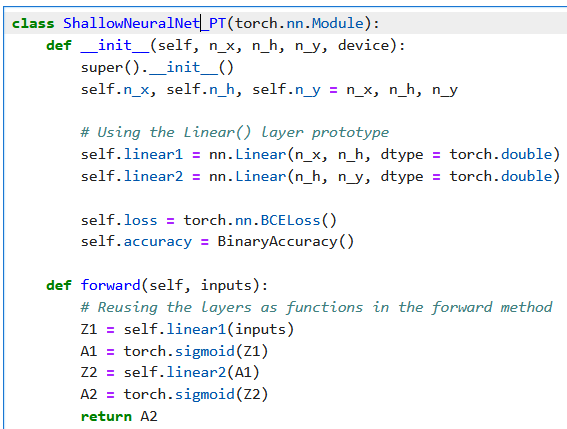 class ShallowNeuralNet_PT(torch.nn.Module):
    def __init__(self, n_x, n_h, n_y, device):
        super().__init__()
        self.n_x, self.n_h, self.n_y = n_x, n_h, n_y

        # Using the Linear() layer prototype
        self.linear1 = nn.Linear(n_x, n_h, dtype = torch.double)
        self.linear2 = nn.Linear(n_h, n_y, dtype = torch.double)

        self.loss = torch.nn.BCELoss()
        self.accuracy = BinaryAccuracy()

    def forward(self, inputs):
        # Reusing the layers as functions in the forward method
        Z1 = self.linear1(inputs)
        A1 = torch.sigmoid(Z1)
        Z2 = self.linear2(A1)
        A2 = torch.sigmoid(Z2)
        return A2